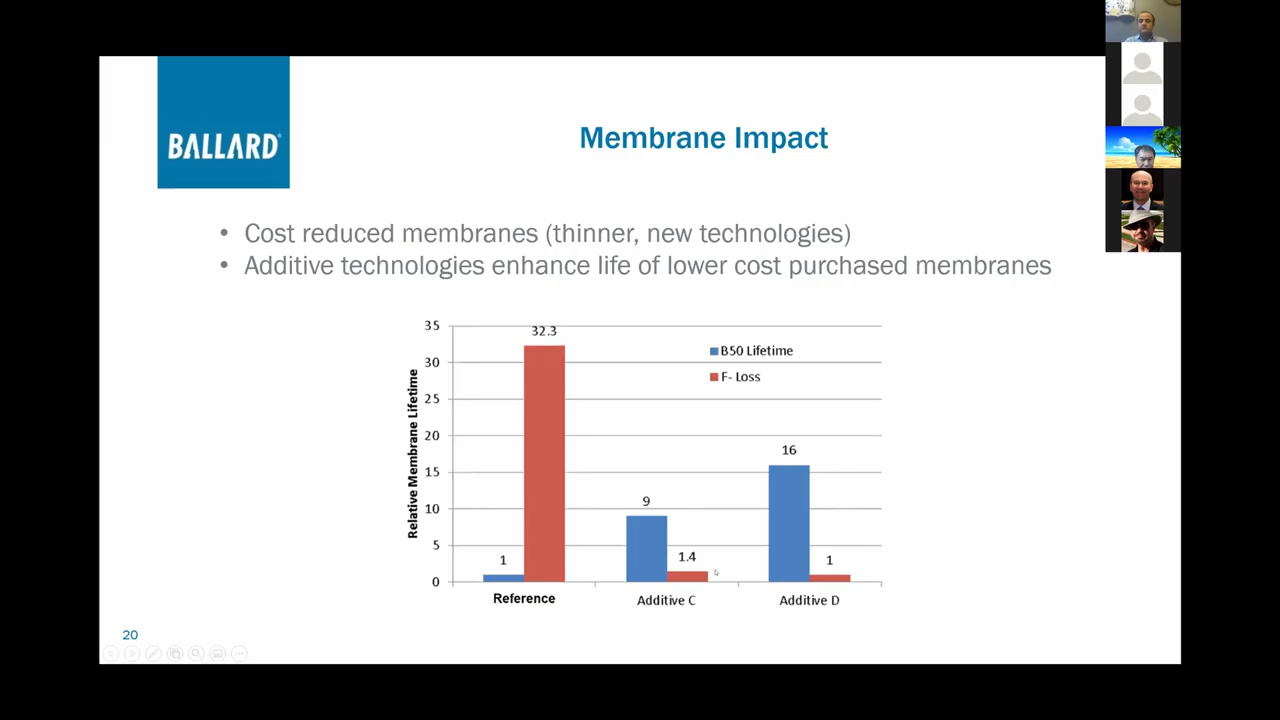 BALLARD®
Membrane Impact
• Cost reduced membranes (thinner, new technologies)
• Additive technologies enhance life of lower cost purchased membranes
Relative Membrane Lifetime
35
30
25
20
15
10
5
0
32.3
1
9
1.4
16
1
B50 Lifetime
F- Loss
Reference
Additive C
Additive D
20